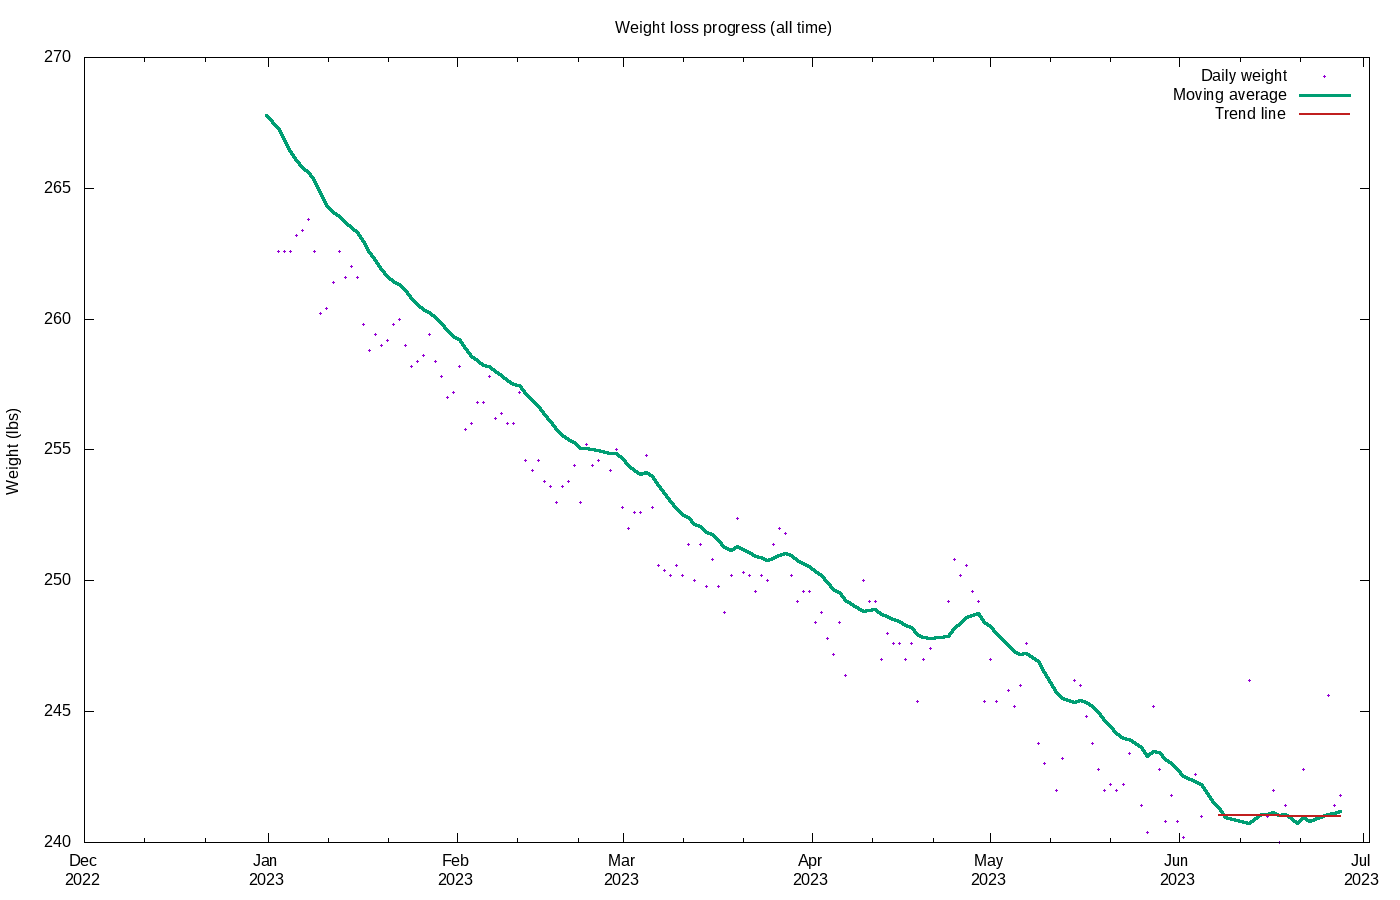 Weight loss progress (all time)
Daily weight
Moving average
Trend line
270
265
260
255
250
245
240
Weight (lbs)
Dec Jan Feb Mar Apr May Jun Jul
2022 2023 2023 2023 2023 2023 2023 2023